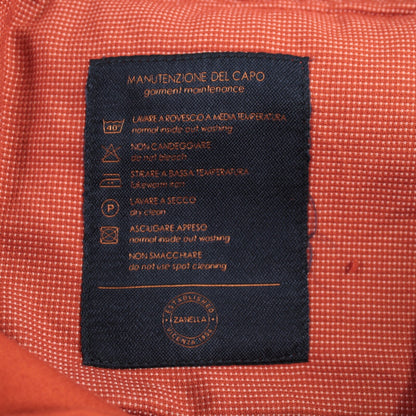 MANUTENZIONE DEL CAPO
garment maintenance
40°
LAVARE A ROVESCIO A MEDIA TEMPERATURA
normal inside out washing
NON CANDEGGIARE
do not bleach
STIRARE A BASSA TEMPERATURA
lukewarm iron
P
LAVARE A SECCO
dry clean
ASCIUGARE APPESO
normal inside out washing
NON SMACCHIARE
do not use spot cleaning
ESTABLISHED
ZANELLA
VICENZA